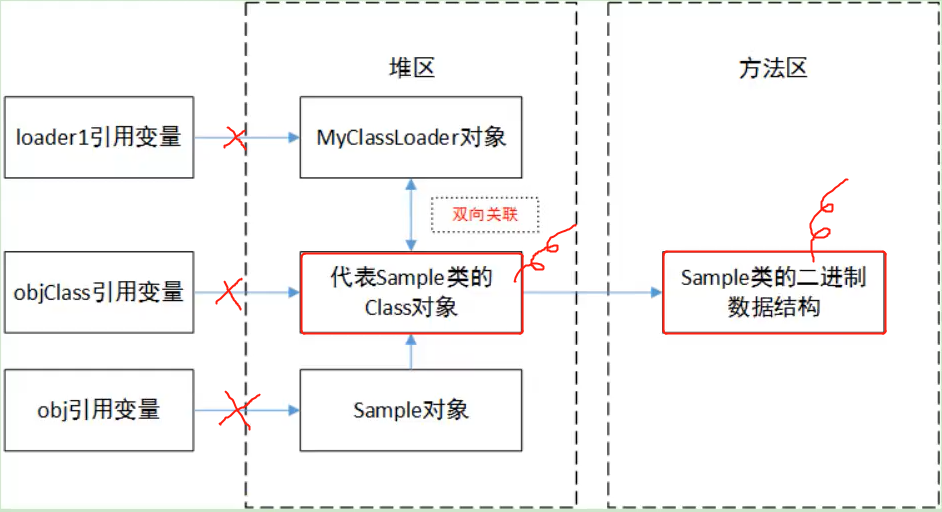 堆区
方法区
loader1引用变量
MyClassLoader对象
双向关联
objClass引用变量
代表Sample类的
Class对象
Sample类的二进制
数据结构
obj引用变量
Sample对象